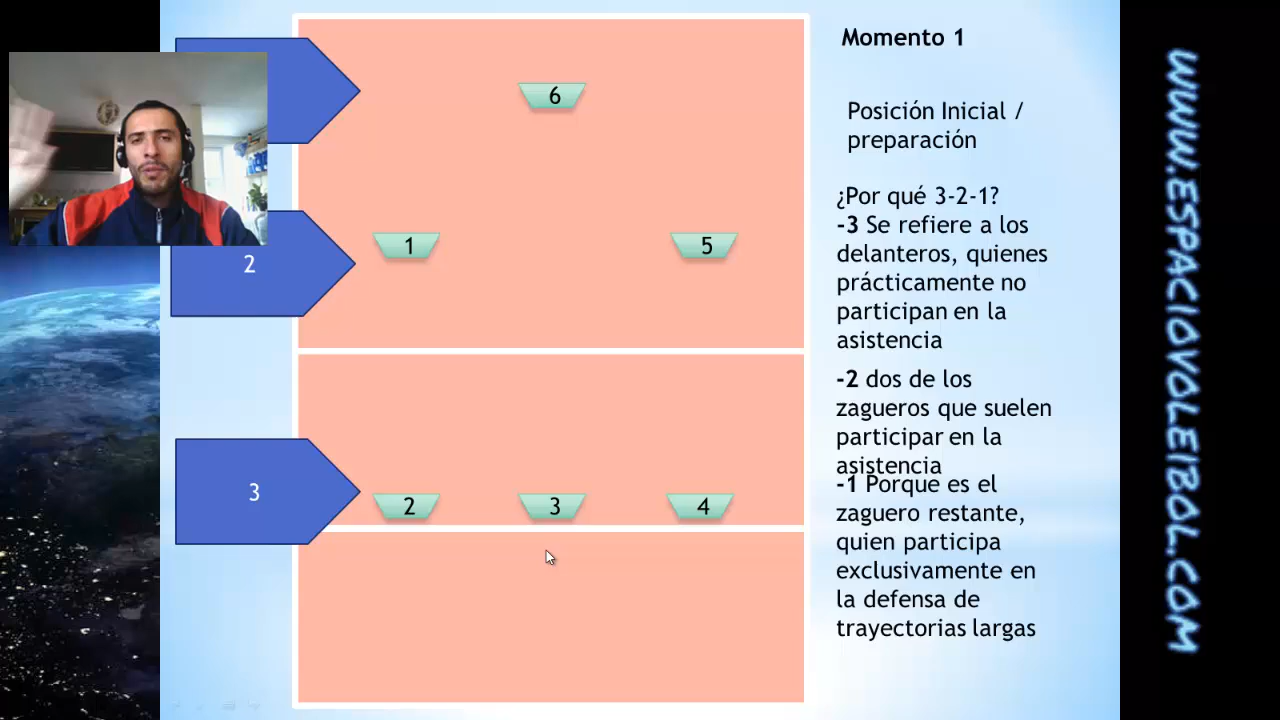 Momento 1
6
Posición Inicial /
preparación
¿Por qué 3-2-1?
-3 Se refiere a los
delanteros, quienes
prácticamente no
participan en la
asistencia
1
5
2
-2 dos de los
zagueros que suelen
participar en la
asistencia
-1 Porque es el
zaguero restante,
quien participa
exclusivamente en
la defensa de
trayectorias largas
3
2
3
4
WWW.ESPACIOVOLEIBOL.COM